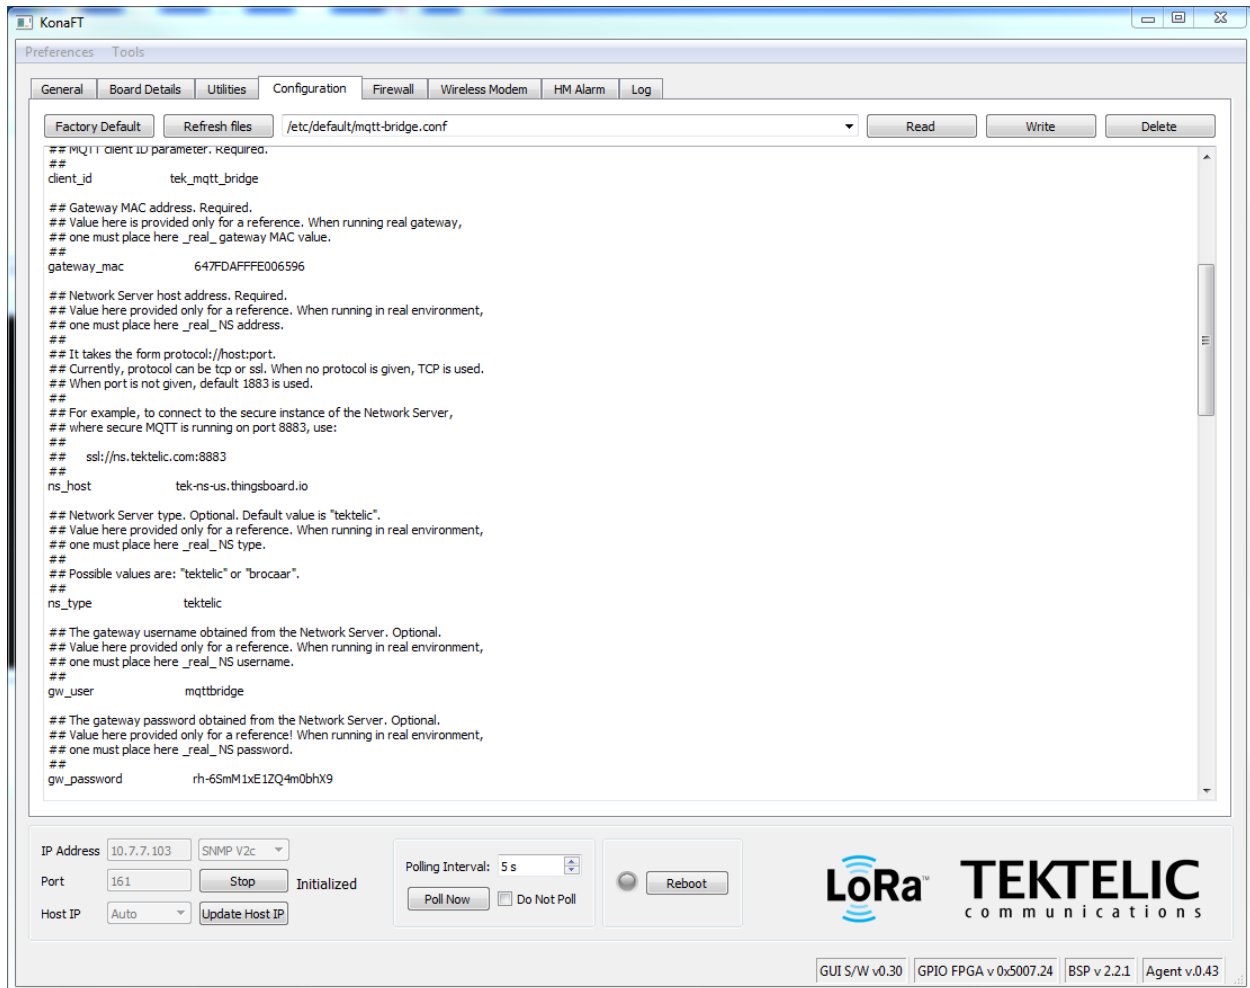 KonaFT
Preferences Tools
General Board Details Utilities Configuration Firewall Wireless Modem HM Alarm Log
Factory Default Refresh files /etc/default/mqtt-bridge.conf Read Write Delete
## MQTT client ID parameter. Required.
##
client_id tek_mqtt_bridge
## Gateway MAC address. Required.
## Value here is provided only for a reference. When running real gateway,
## one must place here _real_ gateway MAC value.
##
gateway_mac 647FDAFFFE006596
## Network Server host address. Required.
## Value here provided only for a reference. When running in real environment,
## one must place here _real_ NS address.
##
## It takes the form protocol://host:port.
## Currently, protocol can be tcp or ssl. When no protocol is given, TCP is used.
## When port is not given, default 1883 is used.
##
## For example, to connect to the secure instance of the Network Server,
## where secure MQTT is running on port 8883, use:
##
## ssl://ns.tektelic.com:8883
##
ns_host tek-ns-us.thingsboard.io
## Network Server type. Optional. Default value is "tektelic".
## Value here provided only for a reference. When running in real environment,
## one must place here _real_ NS type.
##
## Possible values are: "tektelic" or "brocaar".
##
ns_type tektelic
## The gateway username obtained from the Network Server. Optional.
## Value here provided only for a reference. When running in real environment,
## one must place here _real_ NS username.
##
gw_user mqttbridge
## The gateway password obtained from the Network Server. Optional.
## Value here provided only for a reference! When running in real environment,
## one must place here _real_ NS password.
##
gw_password rh-6SmM1xE1ZQ4m0bhX9
IP Address 10.7.7.103 SNMP V2c
Port 161 Stop Initialized
Host IP Auto Update Host IP
Polling Interval: 5 s
Poll Now Do Not Poll
Reboot
LoRa™
TEKTELIC
communications
GUI S/W v0.30 GPIO FPGA v 0x5007.24 BSP v 2.2.1 Agent v.0.43